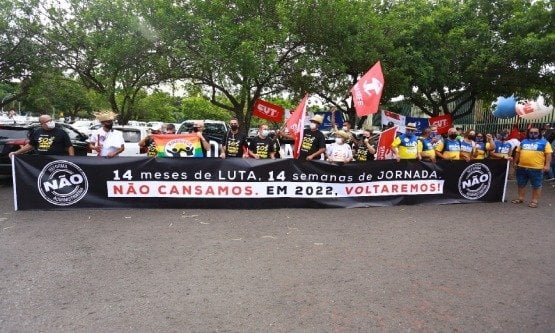 14 meses de LUTA, 14 semanas de JORNADA.
NÃO CANSAMOS. EM 2022, VOLTAREMOS!
NÃO
NÃO
CUT
CUT